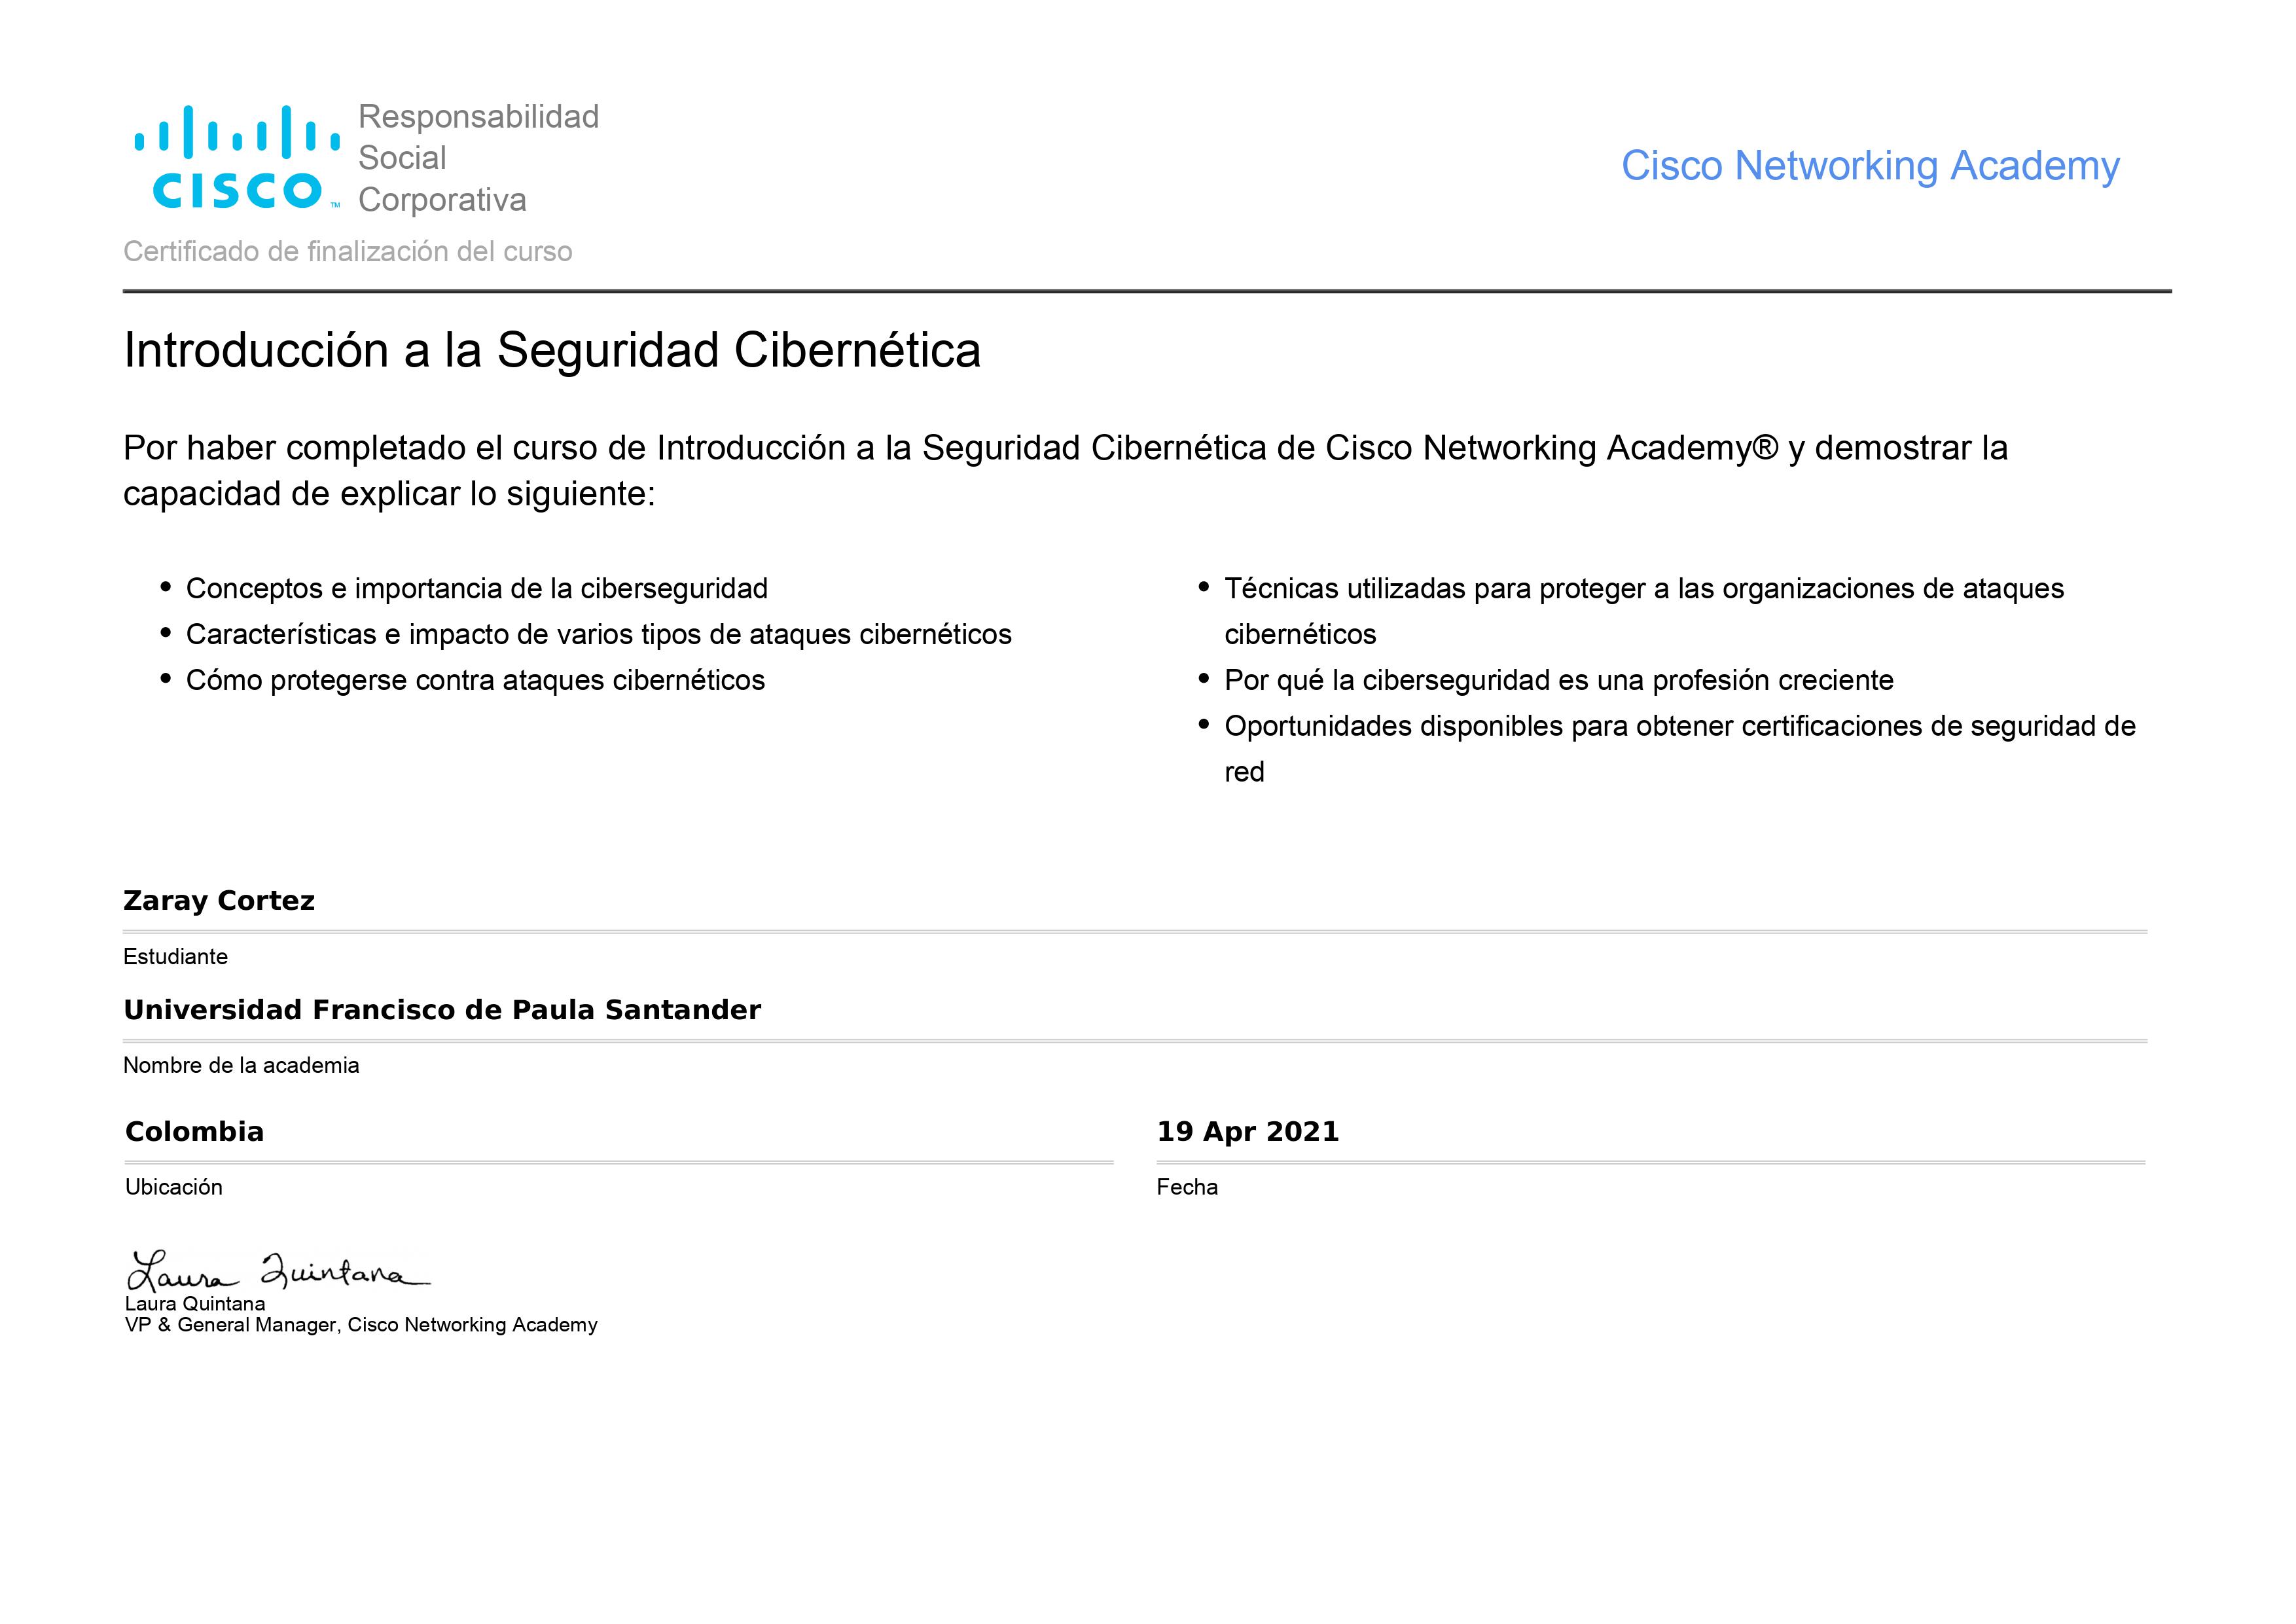 CISCO™
Responsabilidad
Social
Corporativa
Cisco Networking Academy
Certificado de finalización del curso
Introducción a la Seguridad Cibernética
Por haber completado el curso de Introducción a la Seguridad Cibernética de Cisco Networking Academy® y demostrar la
capacidad de explicar lo siguiente:
• Conceptos e importancia de la ciberseguridad
• Características e impacto de varios tipos de ataques cibernéticos
• Cómo protegerse contra ataques cibernéticos
• Técnicas utilizadas para proteger a las organizaciones de ataques
cibernéticos
• Por qué la ciberseguridad es una profesión creciente
• Oportunidades disponibles para obtener certificaciones de seguridad de
red
Zaray Cortez
Estudiante
Universidad Francisco de Paula Santander
Nombre de la academia
Colombia
Ubicación
19 Apr 2021
Fecha
Laura Quintana
Laura Quintana
VP & General Manager, Cisco Networking Academy